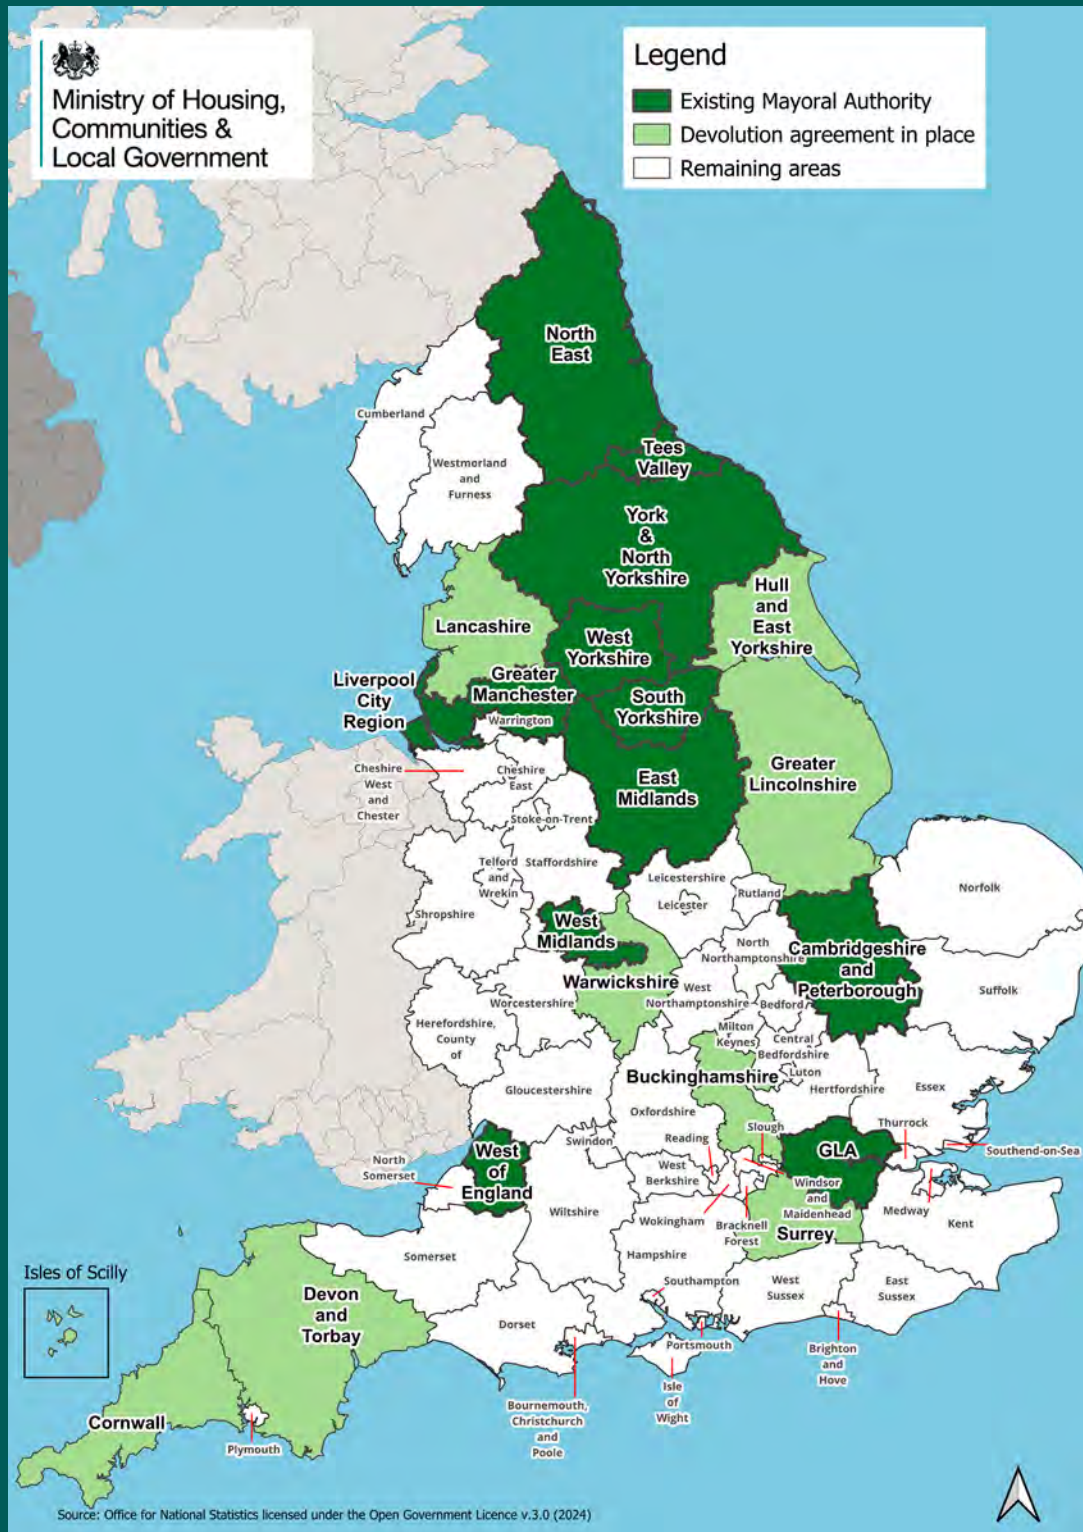 Ministry of Housing,
Communities &
Local Government
Legend
Existing Mayoral Authority
Devolution agreement in place
Remaining areas
North
East
Cumberland
Westmorland
and
Furness
Tees
Valley
York
&
North
Yorkshire
Hull
and
East
Yorkshire
Lancashire
West
Yorkshire
Liverpool
City
Region
Greater
Manchester
South
Yorkshire
Warrington
Cheshire
West
and
Chester
Cheshire
East
East
Midlands
Greater
Lincolnshire
Stoke-on-Trent
Telford
and
Wrekin
Staffordshire
Leicestershire
Leicester
Rutland
Norfolk
Shropshire
West
Midlands
North
Northamptonshire
Cambridgeshire
and
Peterborough
Warwickshire
West
Northamptonshire
Bedford
Suffolk
Worcestershire
Herefordshire,
County
of
Milton
Keynes
Central
Bedfordshire
Luton
Buckinghamshire
Hertfordshire
Essex
Gloucestershire
Oxfordshire
Thurrock
Slough
Swindon
Reading
GLA
Southend-on-Sea
North
Somerset
West
of
England
West
Berkshire
Windsor
and
Maidenhead
Medway
Kent
Wiltshire
Wokingham
Bracknell
Forest
Surrey
Somerset
Hampshire
Isles of Scilly
Devon
and
Torbay
Southampton
West
Sussex
East
Sussex
Dorset
Portsmouth
Brighton
and
Hove
Isle
of
Wight
Bournemouth,
Christchurch
and
Poole
Cornwall
Plymouth
Source: Office for National Statistics licensed under the Open Government Licence v.3.0 (2024)